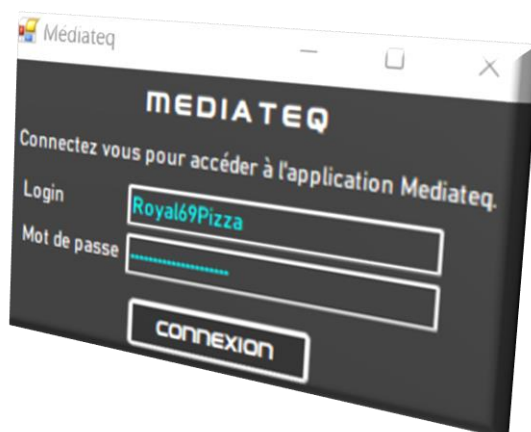 Médiateq
MEDIATEQ
Connectez vous pour accéder à l'application Mediateq.
Login
Royal69Pizza
Mot de passe
CONNEXION